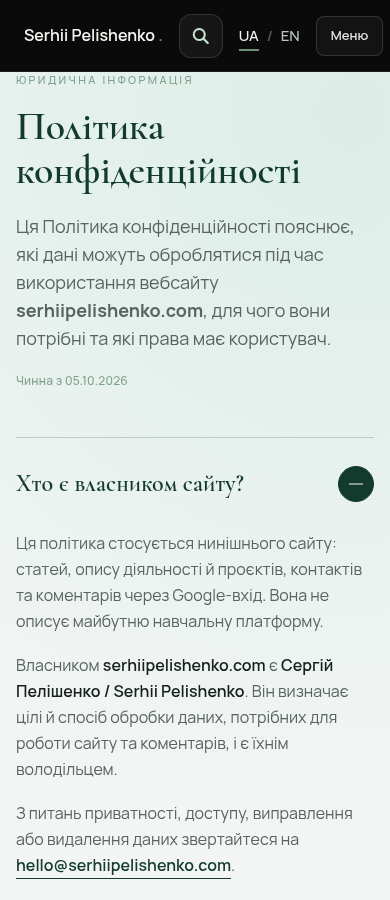 Serhii Pelishenko .
UA / EN
Меню
ЮРИДИЧНА ІНФОРМАЦІЯ
Політика
конфіденційності
Ця Політика конфіденційності пояснює,
які дані можуть оброблятися під час
використання вебсайту
serhiipelishenko.com, для чого вони
потрібні та які права має користувач.
Чинна з 05.10.2026
Хто є власником сайту?
Ця політика стосується нинішнього сайту:
статей, опису діяльності й проєктів, контактів
та коментарів через Google-вхід. Вона не
описує майбутню навчальну платформу.
Власником serhiipelishenko.com є Сергій
Пелішенко / Serhii Pelishenko. Він визначає
цілі й спосіб обробки даних, потрібних для
роботи сайту та коментарів, і є їхнім
володільцем.
З питань приватності, доступу, виправлення
або видалення даних звертайтеся на
hello@serhiipelishenko.com.